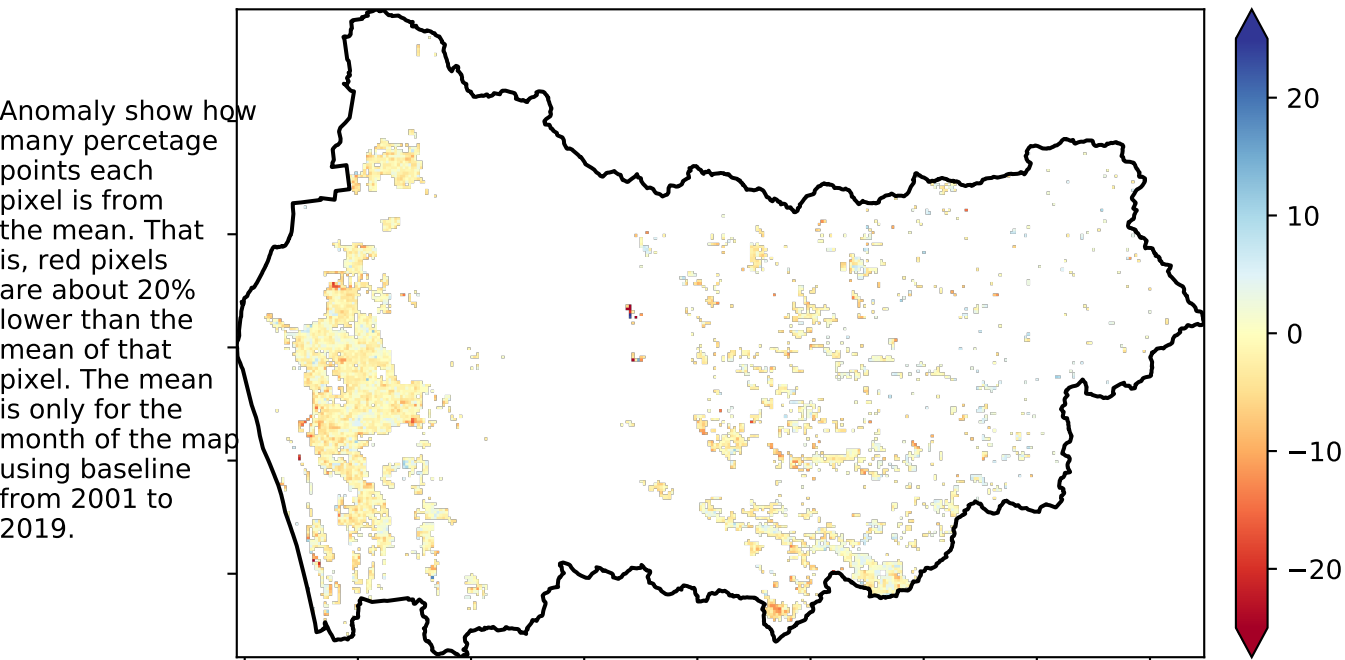 Anomaly show how
many percetage
points each
pixel is from
the mean. That
is, red pixels
are about 20%
lower than the
mean of that
pixel. The mean
is only for the
month of the map
using baseline
from 2001 to
2019.
20
10
0
−10
−20